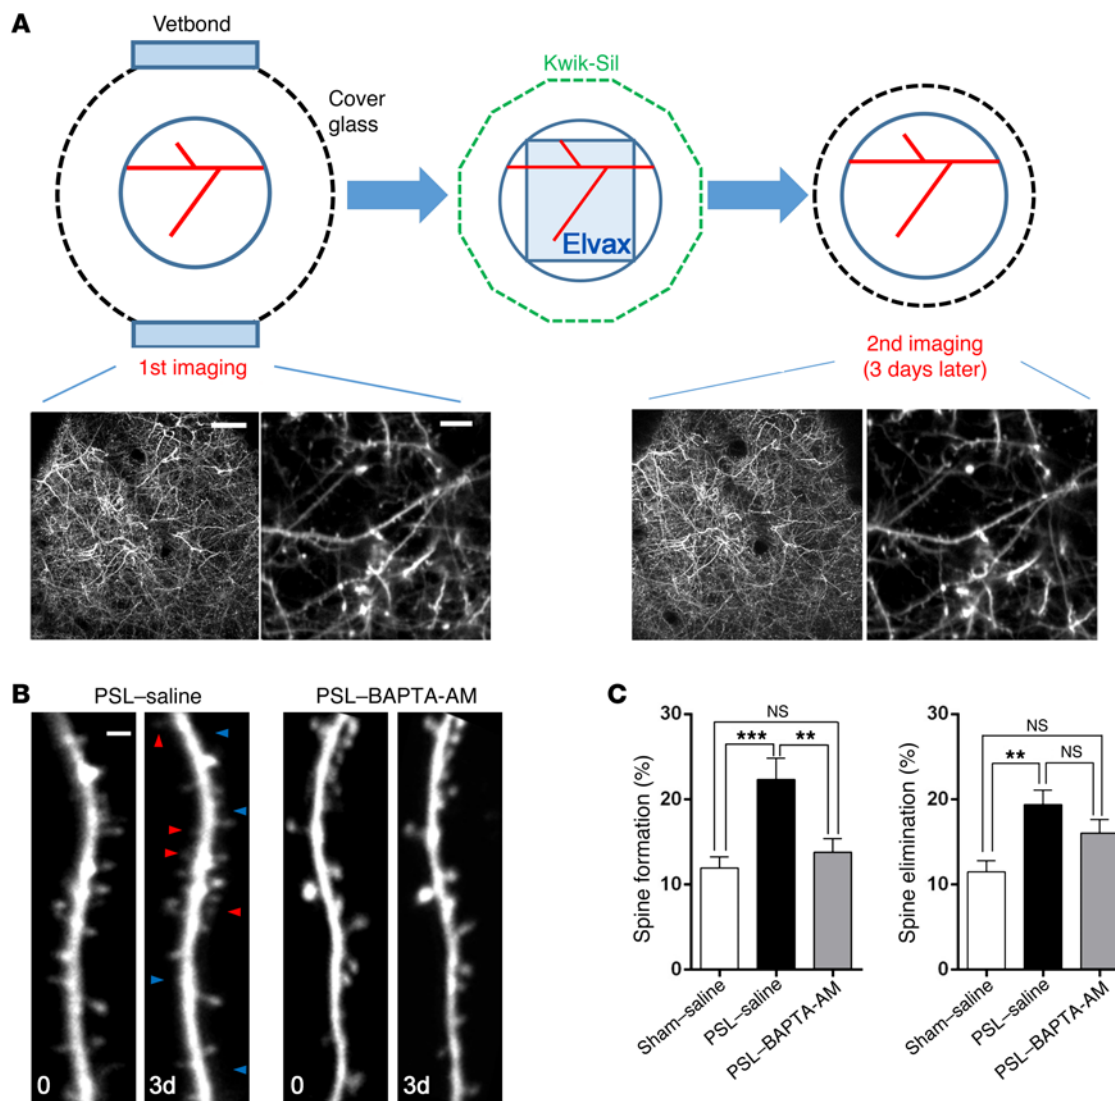 A
Vetbond
Cover
glass
Kwik-Sil
Elvax
1st imaging
2nd imaging
(3 days later)
B
PSL–saline
PSL–BAPTA-AM
0
3d
0
3d
C
Spine formation (%)
30
20
10
0
NS
***
**
Sham–saline
PSL–saline
PSL–BAPTA-AM
Spine elimination (%)
30
20
10
0
NS
**
NS
Sham–saline
PSL–saline
PSL–BAPTA-AM